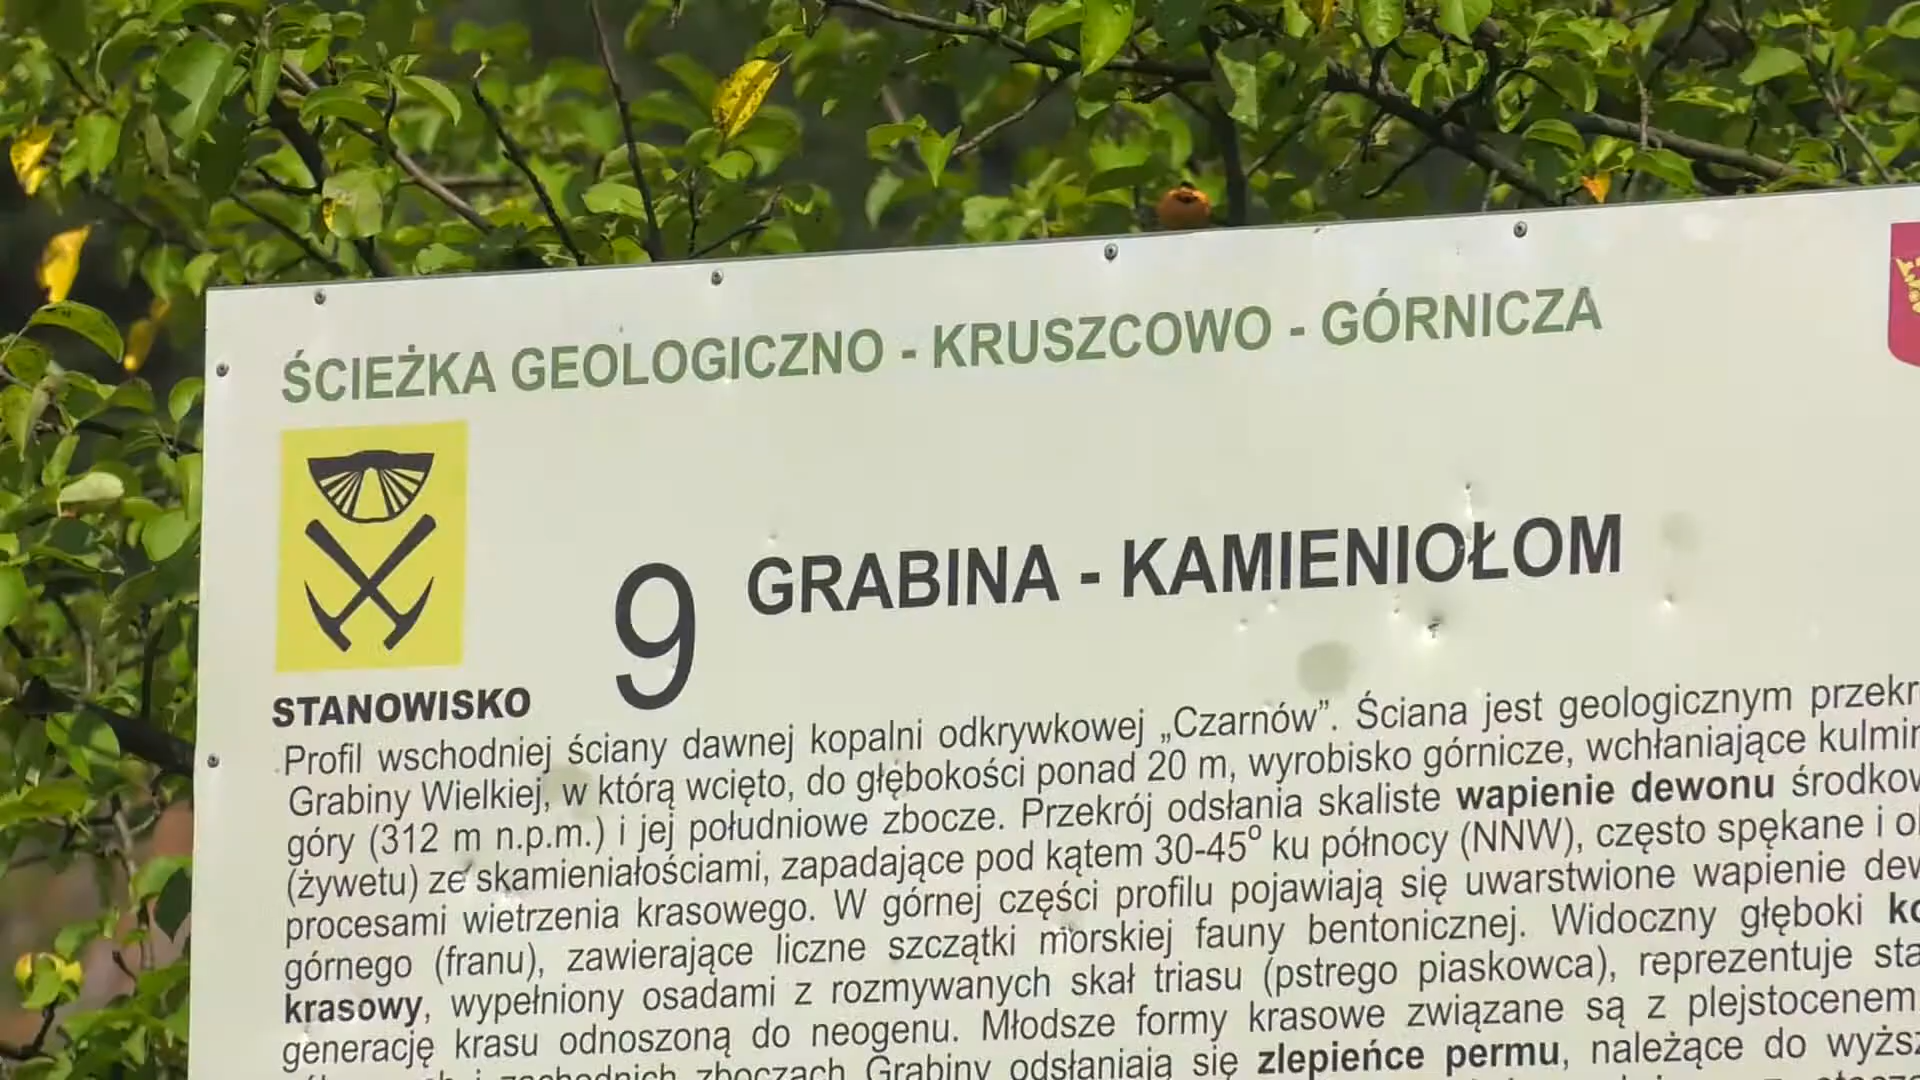 ŚCIEŻKA GEOLOGICZNO - KRUSZCOWO - GÓRNICZA
9 GRABINA - KAMIENIOŁOM
STANOWISKO
Profil wschodniej ściany dawnej kopalni odkrywkowej „Czarnów”. Ściana jest geologicznym
Grabiny Wielkiej, w którą wcięto, do głębokości ponad 20 m, wyrobisko górnicze, wchłaniające
góry (312 m n.p.m.) i jej południowe zbocze. Przekrój odsłania skaliste wapienie dewonu
(żywetu) ze skamieniałościami, zapadające pod kątem 30-45º ku północy (NNW), często spękane i
procesami wietrzenia krasowego. W górnej części profilu pojawiają się uwarstwione wapienie
górnego (franu), zawierające liczne szczątki morskiej fauny bentonicznej. Widoczny głęboki
krasowy, wypełniony osadami z rozmywanych skał triasu (pstrego piaskowca), reprezentuje
generację krasu odnoszoną do neogenu. Młodsze formy krasowe związane są z plejstocenem
i zachodnich zboczach Grabiny odsłaniają się zlepieńce permu, należące do